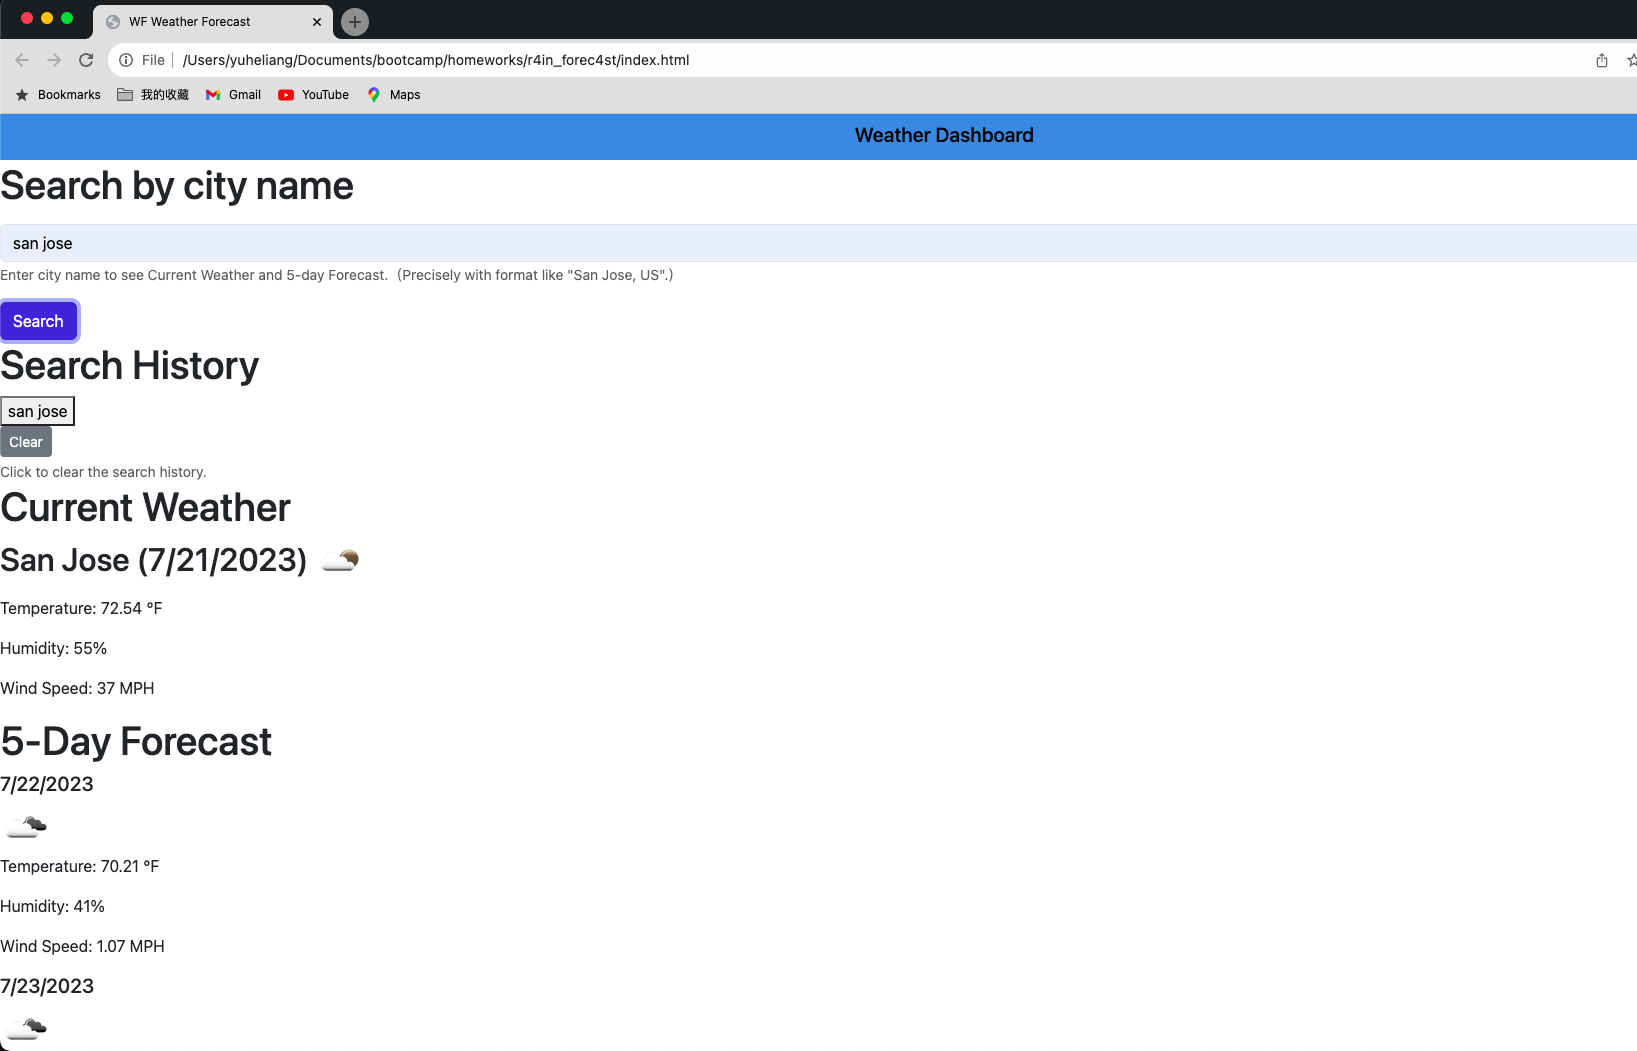 WF Weather Forecast
File /Users/yuheliang/Documents/bootcamp/homeworks/r4in_forec4st/index.html
Bookmarks 我的收藏 Gmail YouTube Maps
Weather Dashboard
Search by city name
san jose
Enter city name to see Current Weather and 5-day Forecast.（Precisely with format like "San Jose, US".）
Search
Search History
san jose
Clear
Click to clear the search history.
Current Weather
San Jose (7/21/2023)
Temperature: 72.54 °F
Humidity: 55%
Wind Speed: 37 MPH
5-Day Forecast
7/22/2023
Temperature: 70.21 °F
Humidity: 41%
Wind Speed: 1.07 MPH
7/23/2023